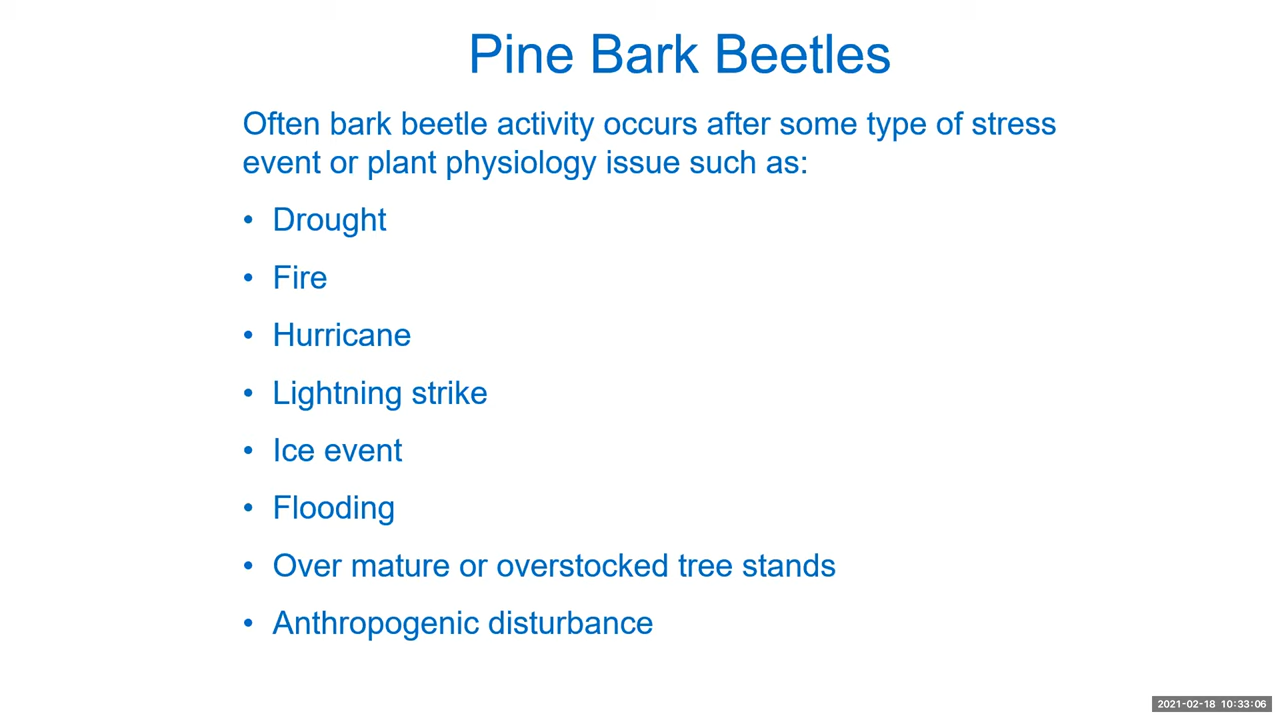 Pine Bark Beetles
Often bark beetle activity occurs after some type of stress
event or plant physiology issue such as:
• Drought
• Fire
• Hurricane
• Lightning strike
• Ice event
• Flooding
• Over mature or overstocked tree stands
• Anthropogenic disturbance
2021-02-18 10:33:06